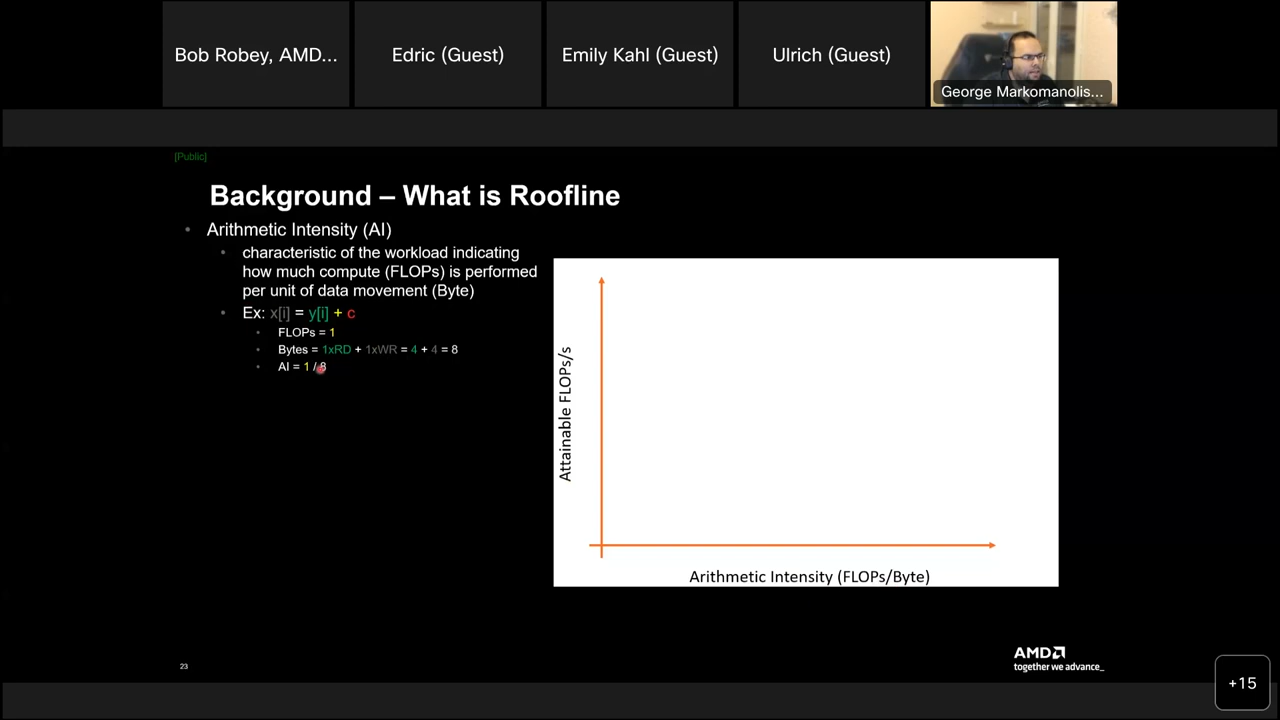 Bob Robey, AMD...
Edric (Guest)
Emily Kahl (Guest)
Ulrich (Guest)
George Markomanolis...
[Public]
Background – What is Roofline
• Arithmetic Intensity (AI)
• characteristic of the workload indicating
how much compute (FLOPs) is performed
per unit of data movement (Byte)
• Ex: x[i] = y[i] + c
• FLOPs = 1
• Bytes = 1xRD + 1xWR = 4 + 4 = 8
• AI = 1 / 8
Attainable FLOPs/s
Arithmetic Intensity (FLOPs/Byte)
23
AMD
together we advance_
+15